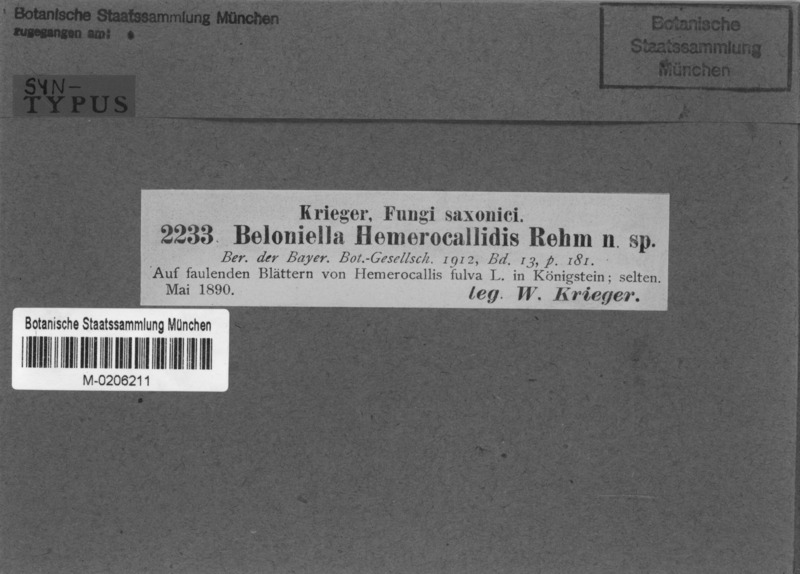 Botanische Staatssammlung München
zugegangen am:
Botanische
Staatssammlung
München
SYN-
TYPUS
Krieger, Fungi saxonici.
2233. Beloniella Hemerocallidis Rehm n. sp.
Ber. der Bayer. Bot.-Gesellsch. 1912, Bd. 13, p. 181.
Auf faulenden Blättern von Hemerocallis fulva L. in Königstein; selten.
Mai 1890.
leg. W. Krieger.
Botanische Staatssammlung München
M-0206211